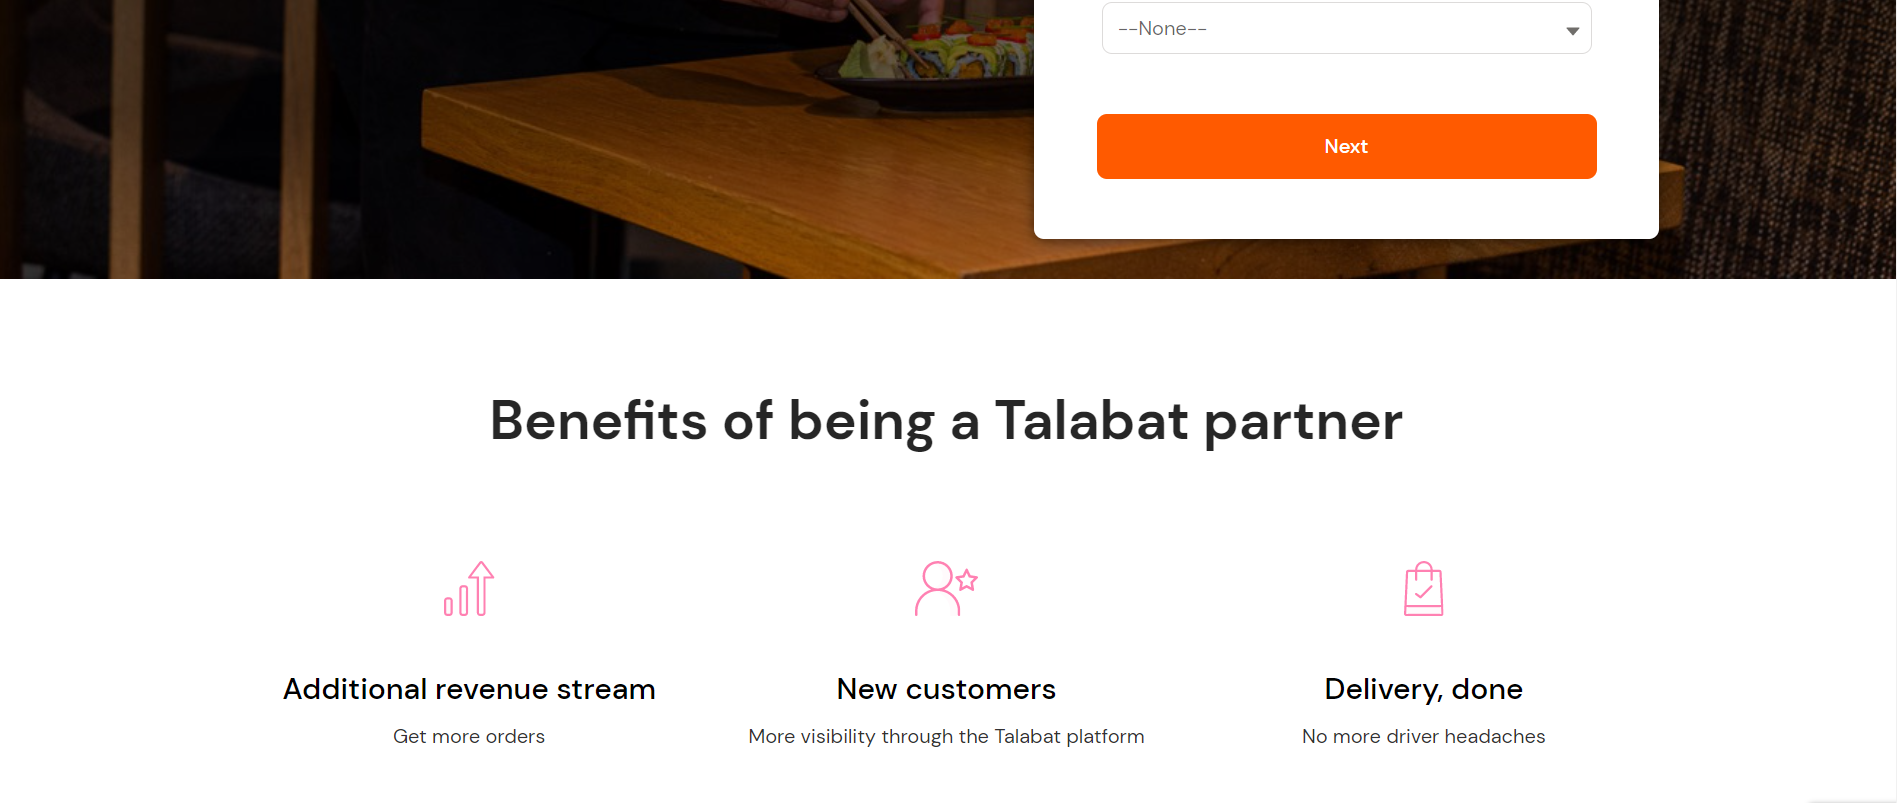 --None--
Next
Benefits of being a Talabat partner
Additional revenue stream
Get more orders
New customers
More visibility through the Talabat platform
Delivery, done
No more driver headaches